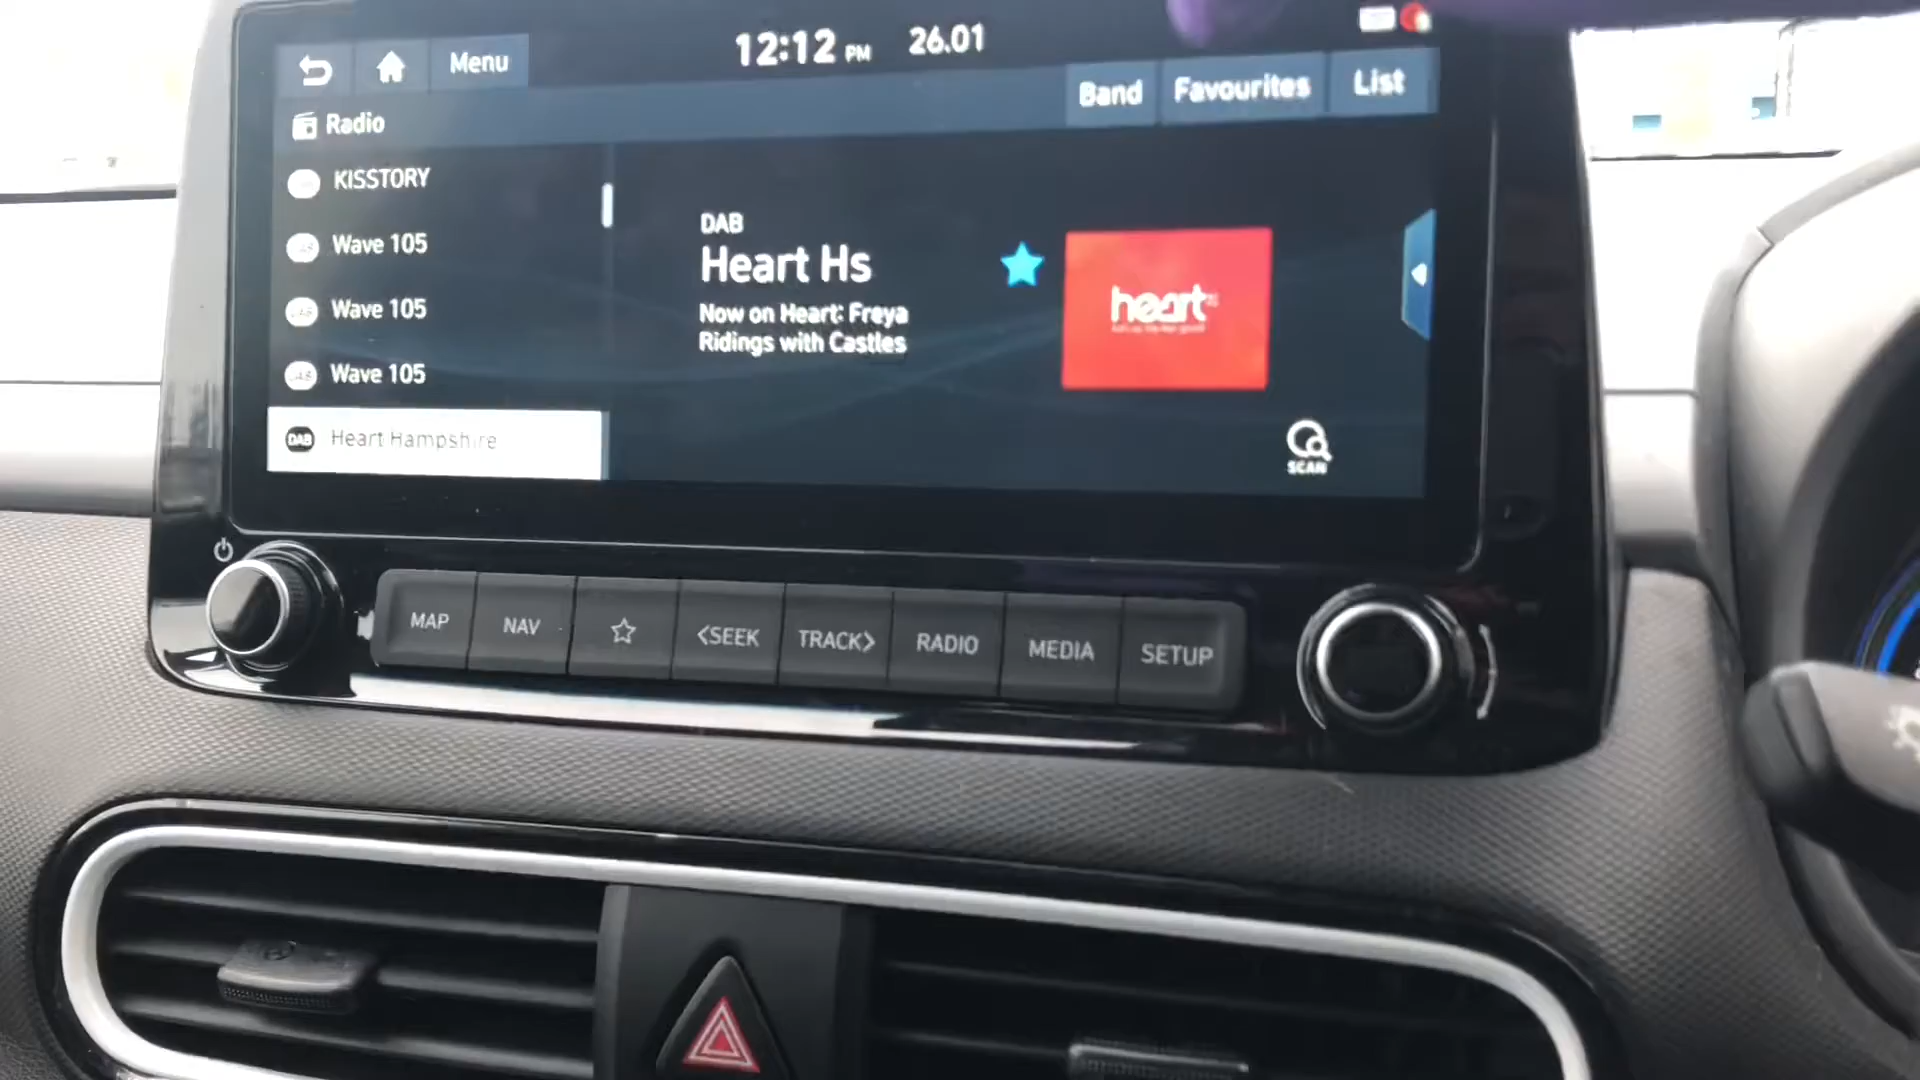 12:12 PM 26.01
Menu
Band Favourites List
Radio
KISSTORY
Wave 105
Wave 105
Wave 105
DAB Heart Hampshire
DAB
Heart Hs
Now on Heart: Freya
Ridings with Castles
heart
SCAN
MAP NAV <SEEK TRACK> RADIO MEDIA SETUP